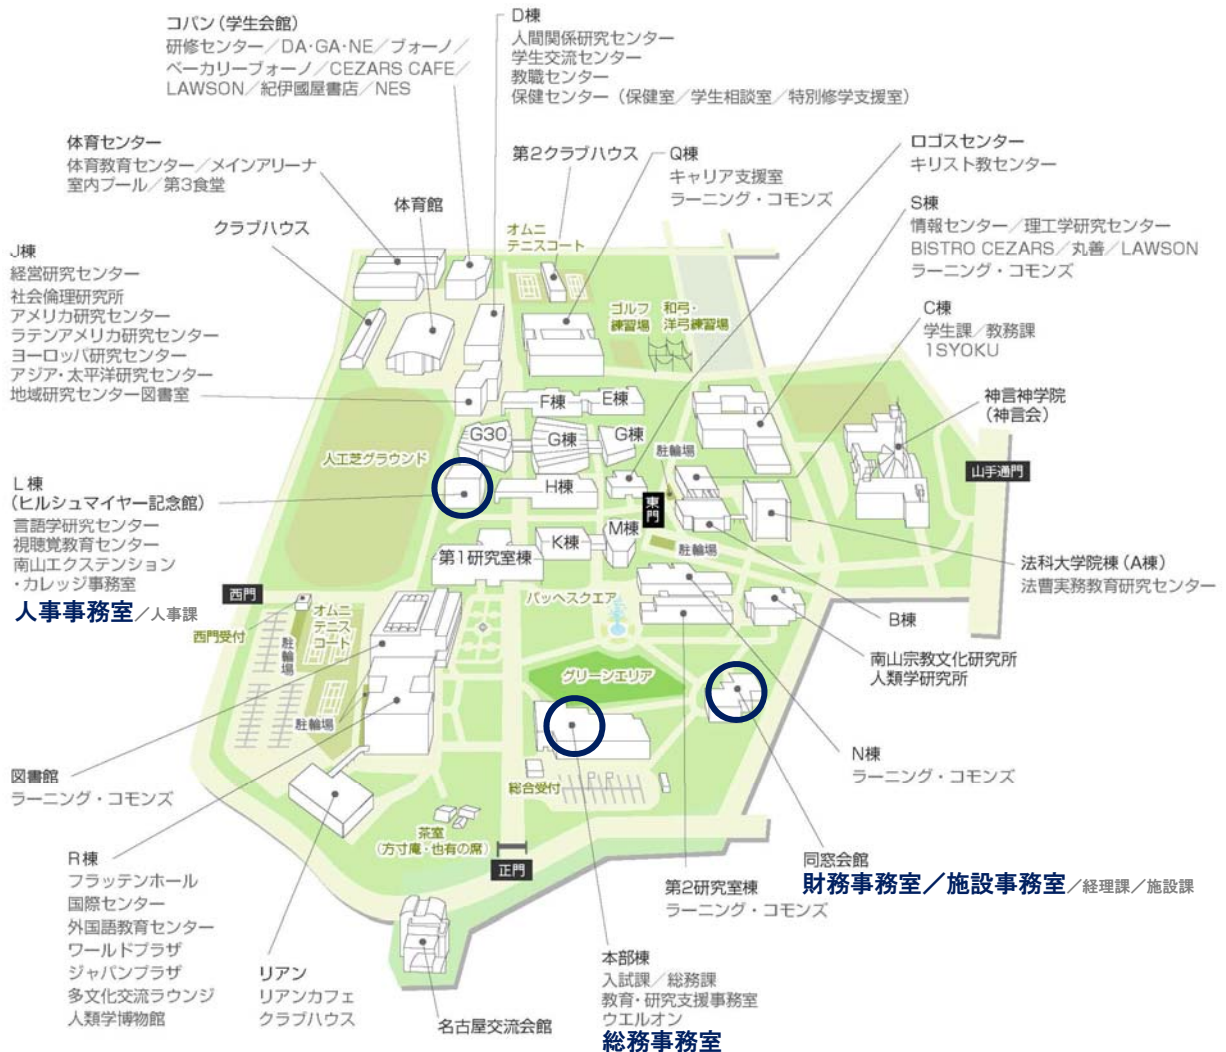 コパン(学生会館)
研修センター／DA・GA・NE／ブォーノ／
ベーカリーブォーノ／CEZARS CAFE／
LAWSON／紀伊國屋書店／NES
D棟
人間関係研究センター
学生交流センター
教職センター
保健センター（保健室／学生相談室／特別修学支援室）
体育センター
体育教育センター／メインアリーナ
室内プール／第3食堂
第2クラブハウス
Q棟
キャリア支援室
ラーニング・コモンズ
ロゴスセンター
キリスト教センター
S棟
情報センター／理工学研究センター
BISTRO CEZARS／丸善／LAWSON
ラーニング・コモンズ
体育館
クラブハウス
オムニ
テニスコート
J棟
経営研究センター
社会倫理研究所
アメリカ研究センター
ラテンアメリカ研究センター
ヨーロッパ研究センター
アジア・太平洋研究センター
地域研究センター図書室
ゴルフ
練習場
和弓・
洋弓練習場
C棟
学生課／教務課
1SYOKU
神言神学院
(神言会)
F棟
E棟
G30
G棟
G棟
駐輪場
人工芝グラウンド
山手通門
L棟
(ヒルシュマイヤー記念館)
言語学研究センター
視聴覚教育センター
南山エクステンション
・カレッジ事務室
人事事務室／人事課
H棟
東門
M棟
K棟
第1研究室棟
駐輪場
法科大学院棟(A棟)
法曹実務教育研究センター
西門
西門受付
オムニ
テニス
コート
駐輪場
バッヘスクエア
B棟
南山宗教文化研究所
人類学研究所
グリーンエリア
駐輪場
N棟
ラーニング・コモンズ
図書館
ラーニング・コモンズ
総合受付
茶室
(方寸庵・也有の席)
正門
R棟
フラッテンホール
国際センター
外国語教育センター
ワールドプラザ
ジャパンプラザ
多文化交流ラウンジ
人類学博物館
リアン
リアンカフェ
クラブハウス
名古屋交流会館
同窓会館
財務事務室／施設事務室／経理課／施設課
第2研究室棟
ラーニング・コモンズ
本部棟
入試課／総務課
教育・研究支援事務室
ウエルオン
総務事務室